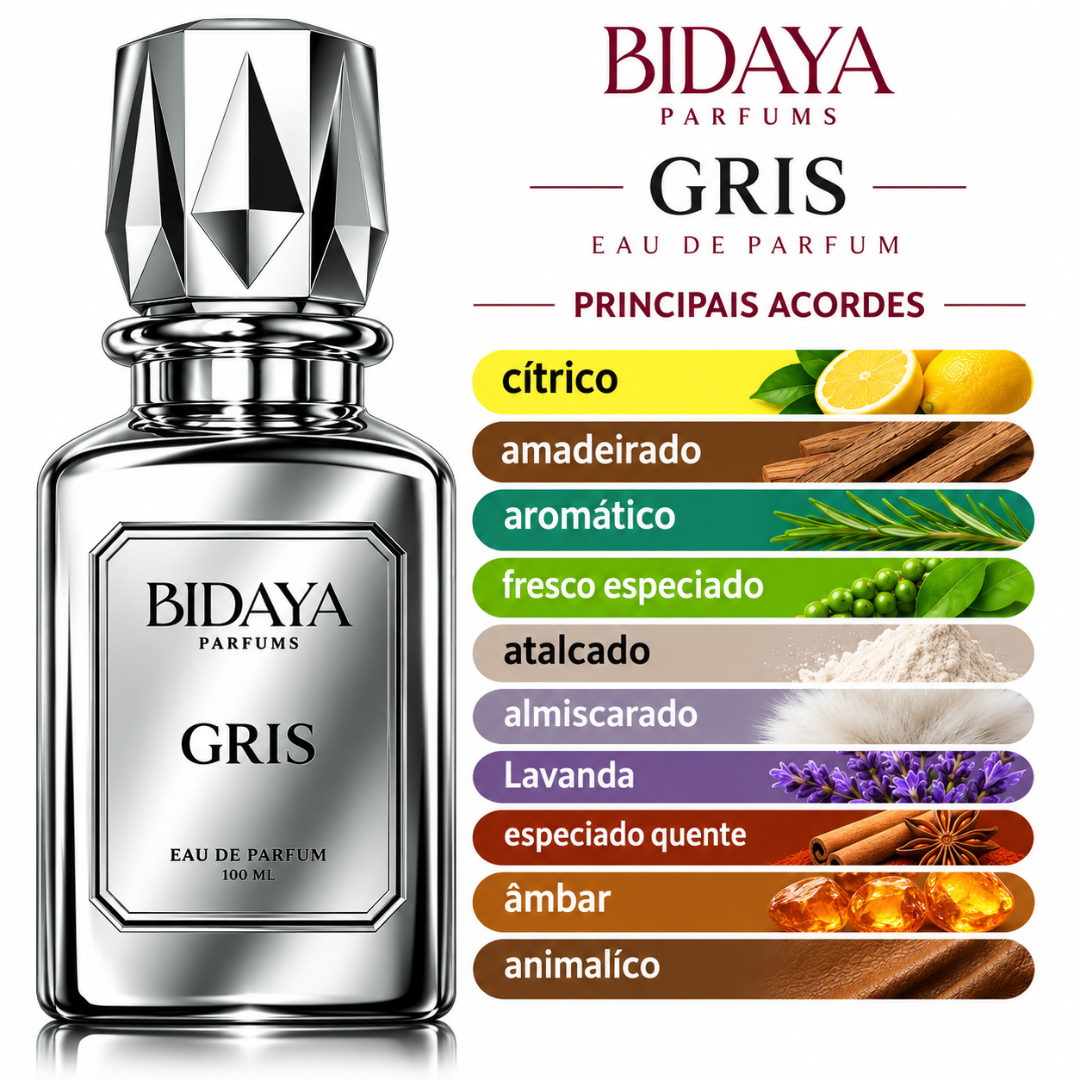 BIDAYA
PARFUMS
GRIS
EAU DE PARFUM
PRINCIPAIS ACORDES
cítrico
amadeirado
aromático
fresco especiado
atalcado
almiscarado
Lavanda
especiado quente
âmbar
animalíco
BIDAYA
PARFUMS
GRIS
EAU DE PARFUM
100 ML